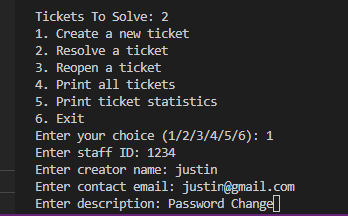 Tickets To Solve: 2
1. Create a new ticket
2. Resolve a ticket
3. Reopen a ticket
4. Print all tickets
5. Print ticket statistics
6. Exit
Enter your choice (1/2/3/4/5/6): 1
Enter staff ID: 1234
Enter creator name: justin
Enter contact email: justin@gmail.com
Enter description: Password Change